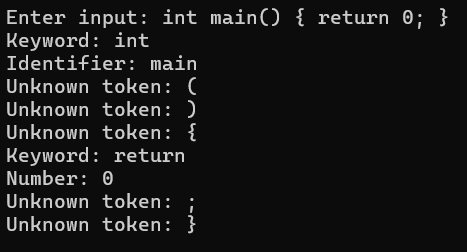 Enter input: int main() { return 0; }
Keyword: int
Identifier: main
Unknown token: (
Unknown token: )
Unknown token: {
Keyword: return
Number: 0
Unknown token: ;
Unknown token: }